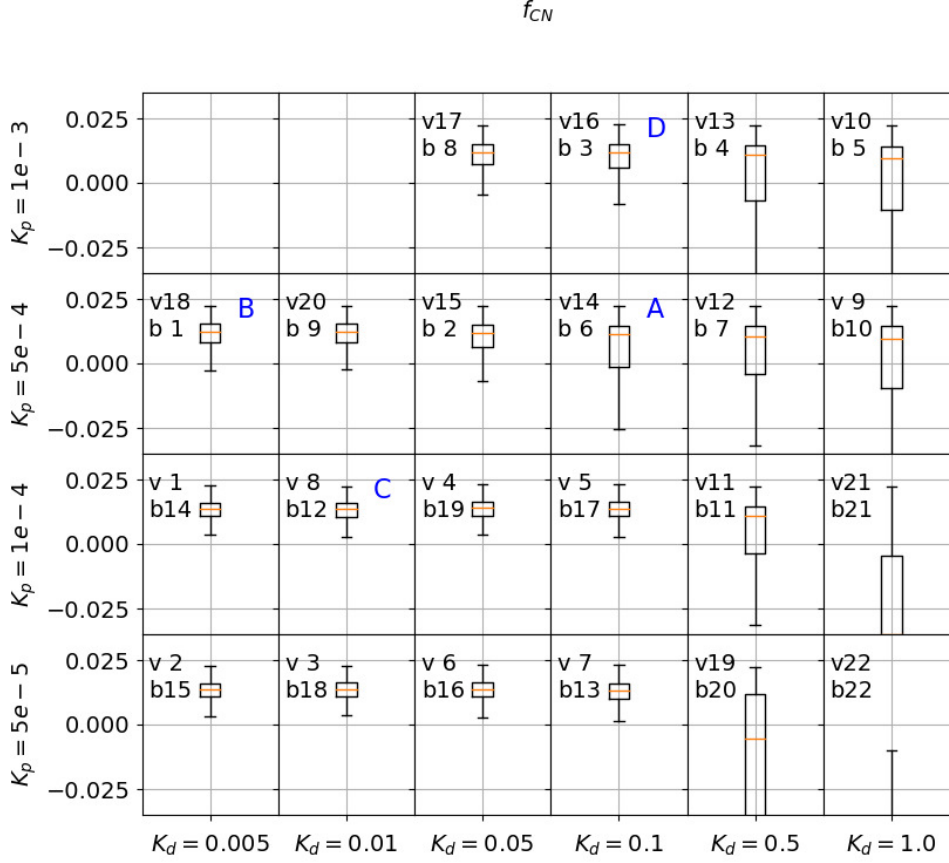 f_{CN}
K_p = 1e − 3
0.025
0.000
−0.025
v17
b 8
v16
b 3
D
v13
b 4
v10
b 5
K_p = 5e − 4
0.025
0.000
−0.025
v18
b 1
B
v20
b 9
v15
b 2
v14
b 6
A
v12
b 7
v 9
b10
K_p = 1e − 4
0.025
0.000
−0.025
v 1
b14
v 8
b12
C
v 4
b19
v 5
b17
v11
b11
v21
b21
K_p = 5e − 5
0.025
0.000
−0.025
v 2
b15
v 3
b18
v 6
b16
v 7
b13
v19
b20
v22
b22
K_d = 0.005
K_d = 0.01
K_d = 0.05
K_d = 0.1
K_d = 0.5
K_d = 1.0